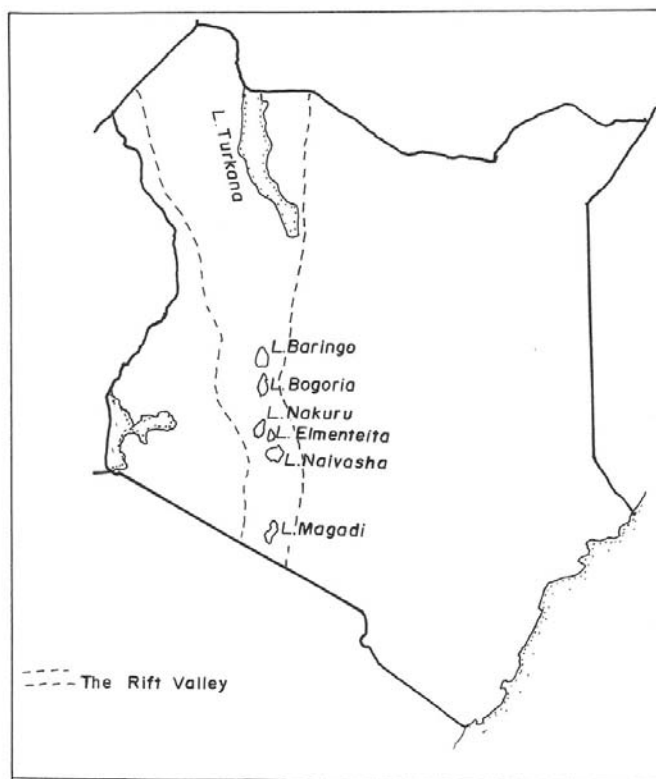 L. Turkana
L. Baringo
L. Bogoria
L. Nakuru
L. Elmenteita
L. Naivasha
L. Magadi
The Rift Valley